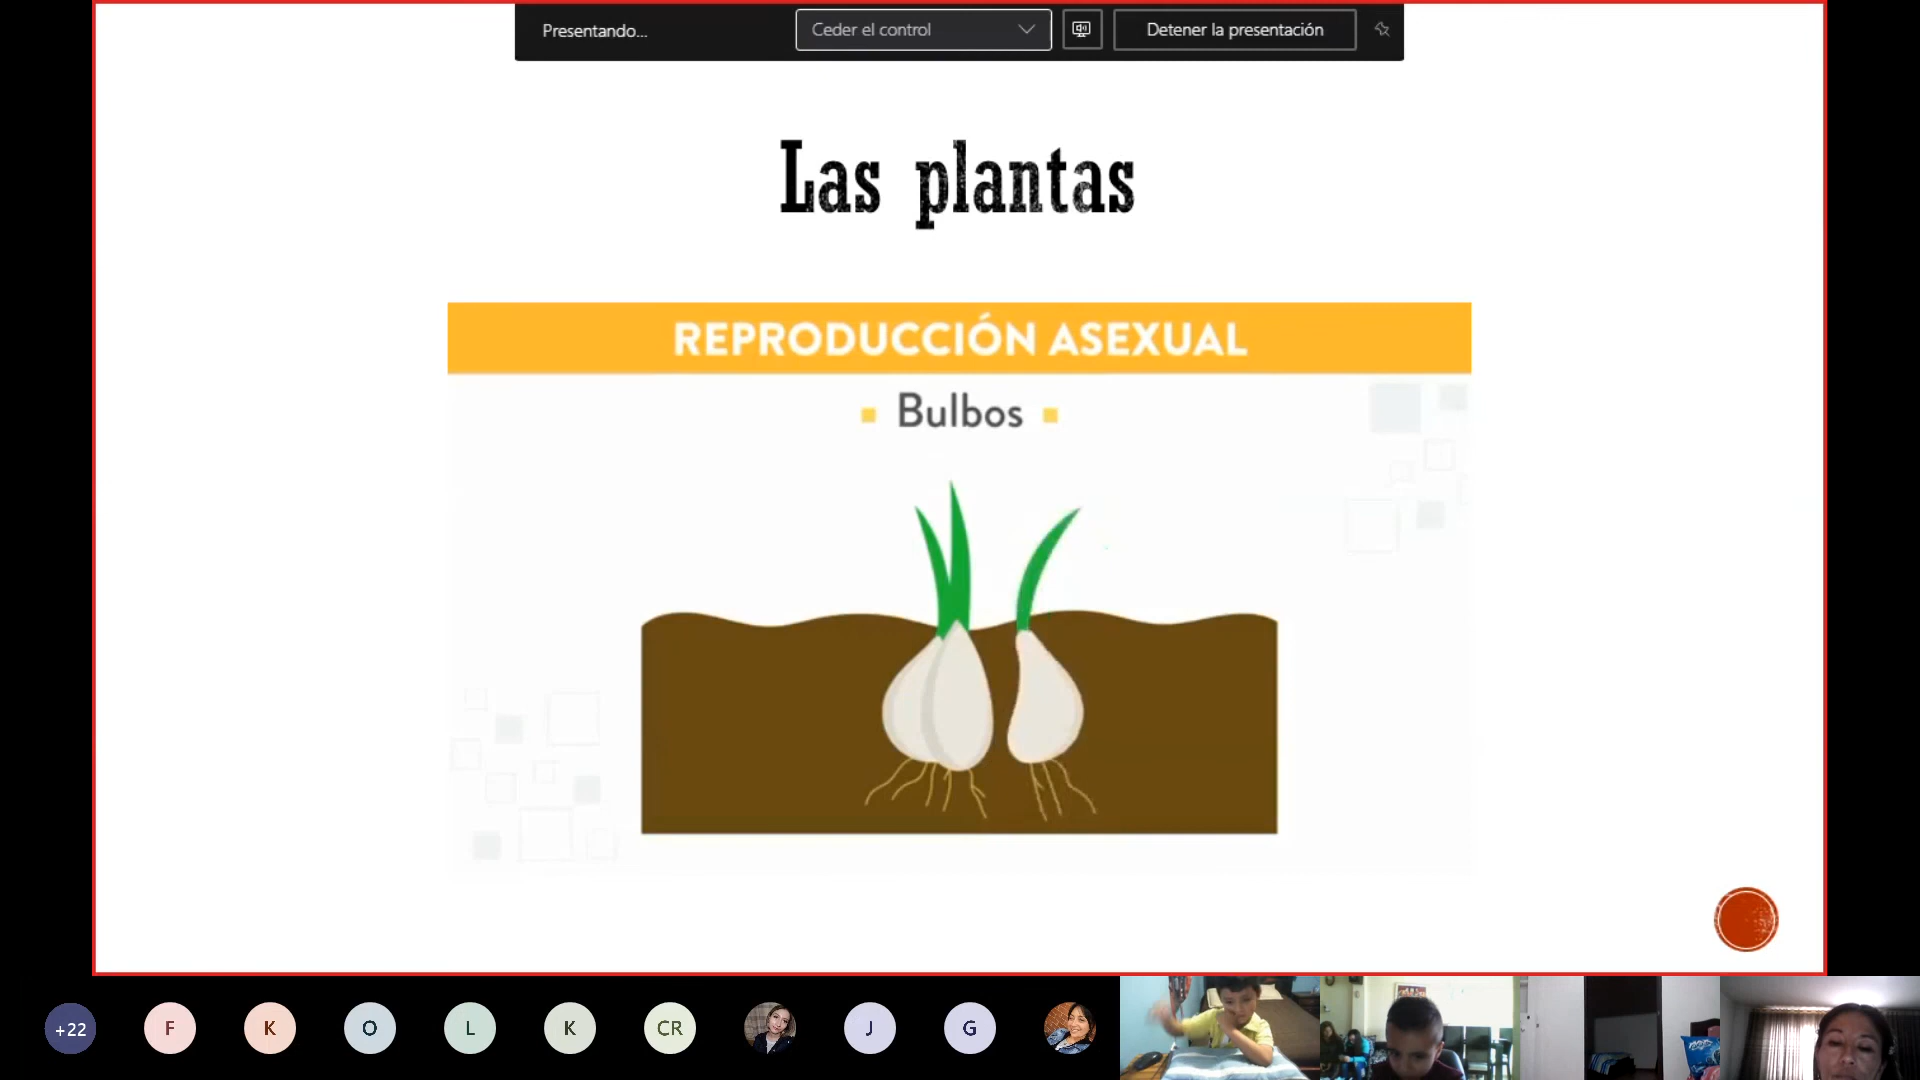 Presentando...
Ceder el control
Detener la presentación
Las plantas
REPRODUCCIÓN ASEXUAL
Bulbos
+22
F
K
O
L
K
CR
J
G